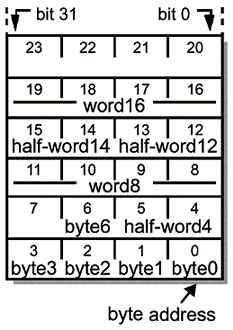 bit 31 bit 0
23 22 21 20
19 18 17 16
word16
15 14 13 12
half-word14 half-word12
11 10 9 8
word8
7 6 5 4
byte6 half-word4
3 2 1 0
byte3 byte2 byte1 byte0
byte address